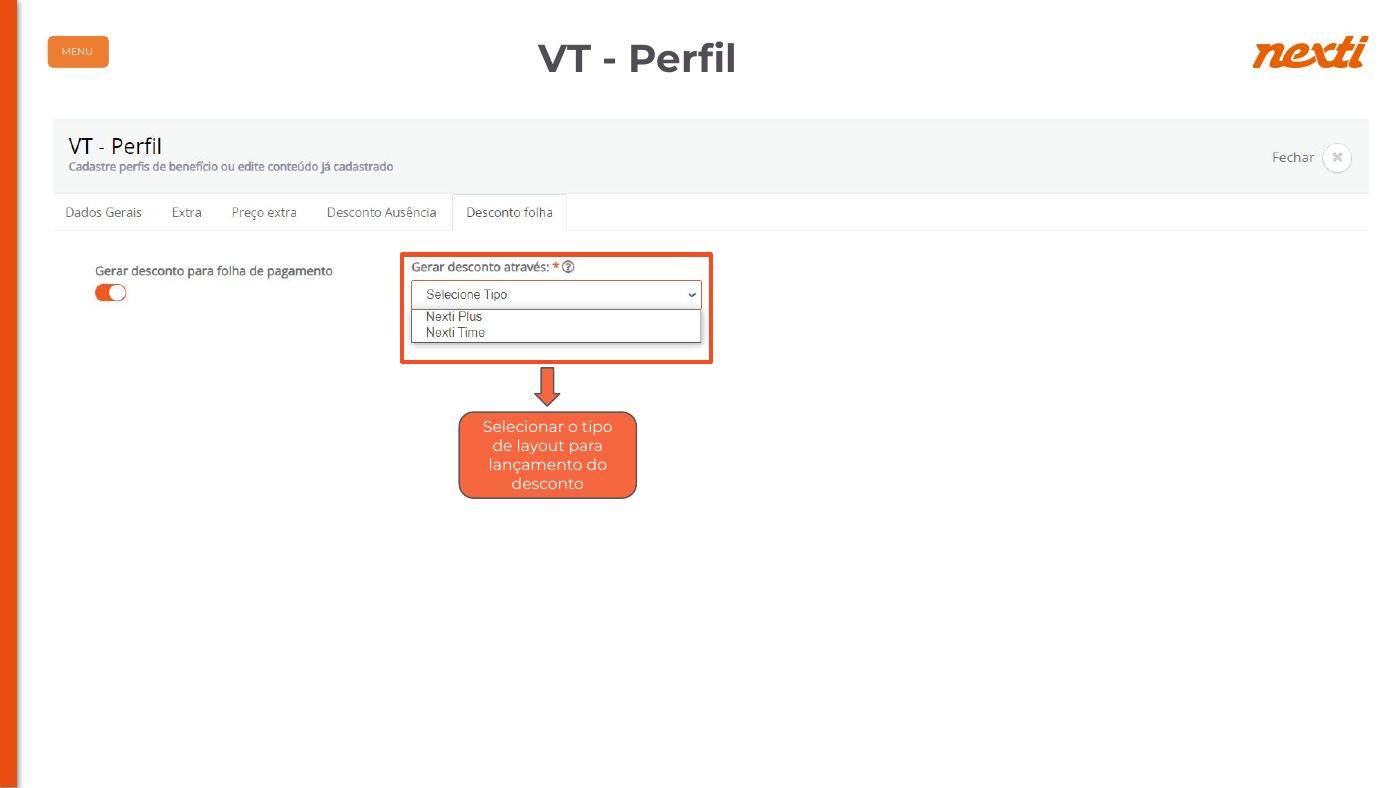 MENU
VT - Perfil
nexti
VT - Perfil
Cadastre perfis de benefício ou edite conteúdo já cadastrado
Fechar
Dados Gerais Extra Preço extra Desconto Ausência Desconto folha
Gerar desconto para folha de pagamento
Gerar desconto através: *
Selecione Tipo
Nexti Plus
Nexti Time
Selecionar o tipo
de layout para
lançamento do
desconto